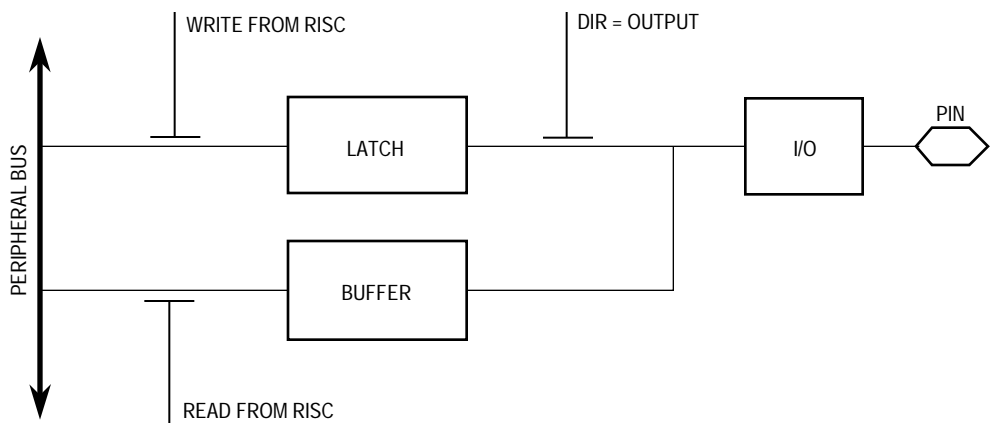 WRITE FROM RISC
DIR = OUTPUT
PERIPHERAL BUS
LATCH
I/O
PIN
BUFFER
READ FROM RISC